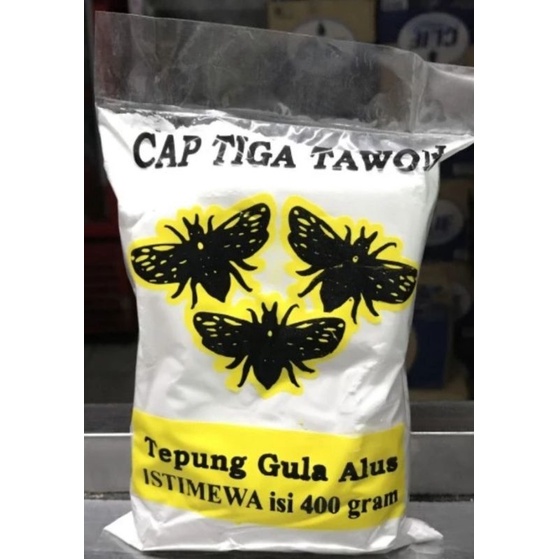 CAP TIGA TAWON
Tepung Gula Alus
ISTIMEWA isi 400 gram